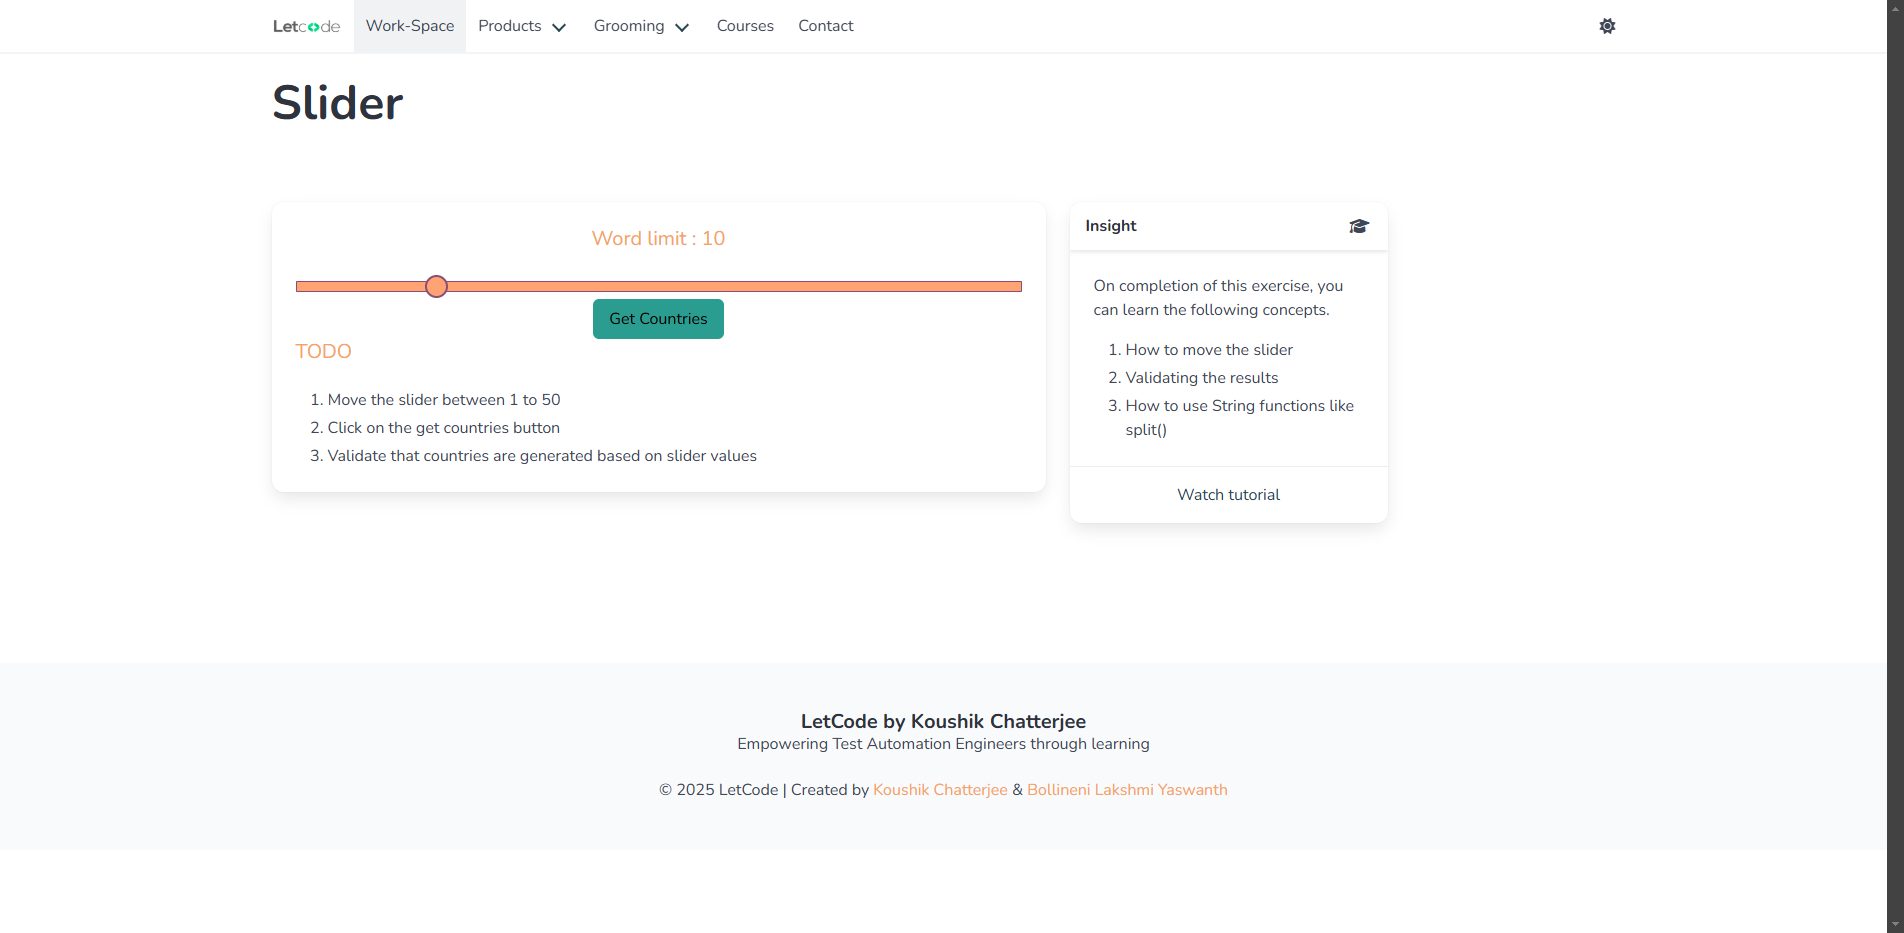 Letcode Work-Space Products Grooming Courses Contact
Slider
Word limit : 10
Get Countries
TODO
1. Move the slider between 1 to 50
2. Click on the get countries button
3. Validate that countries are generated based on slider values
Insight
On completion of this exercise, you
can learn the following concepts.
1. How to move the slider
2. Validating the results
3. How to use String functions like
split()
Watch tutorial
LetCode by Koushik Chatterjee
Empowering Test Automation Engineers through learning
© 2025 LetCode | Created by Koushik Chatterjee & Bollineni Lakshmi Yaswanth